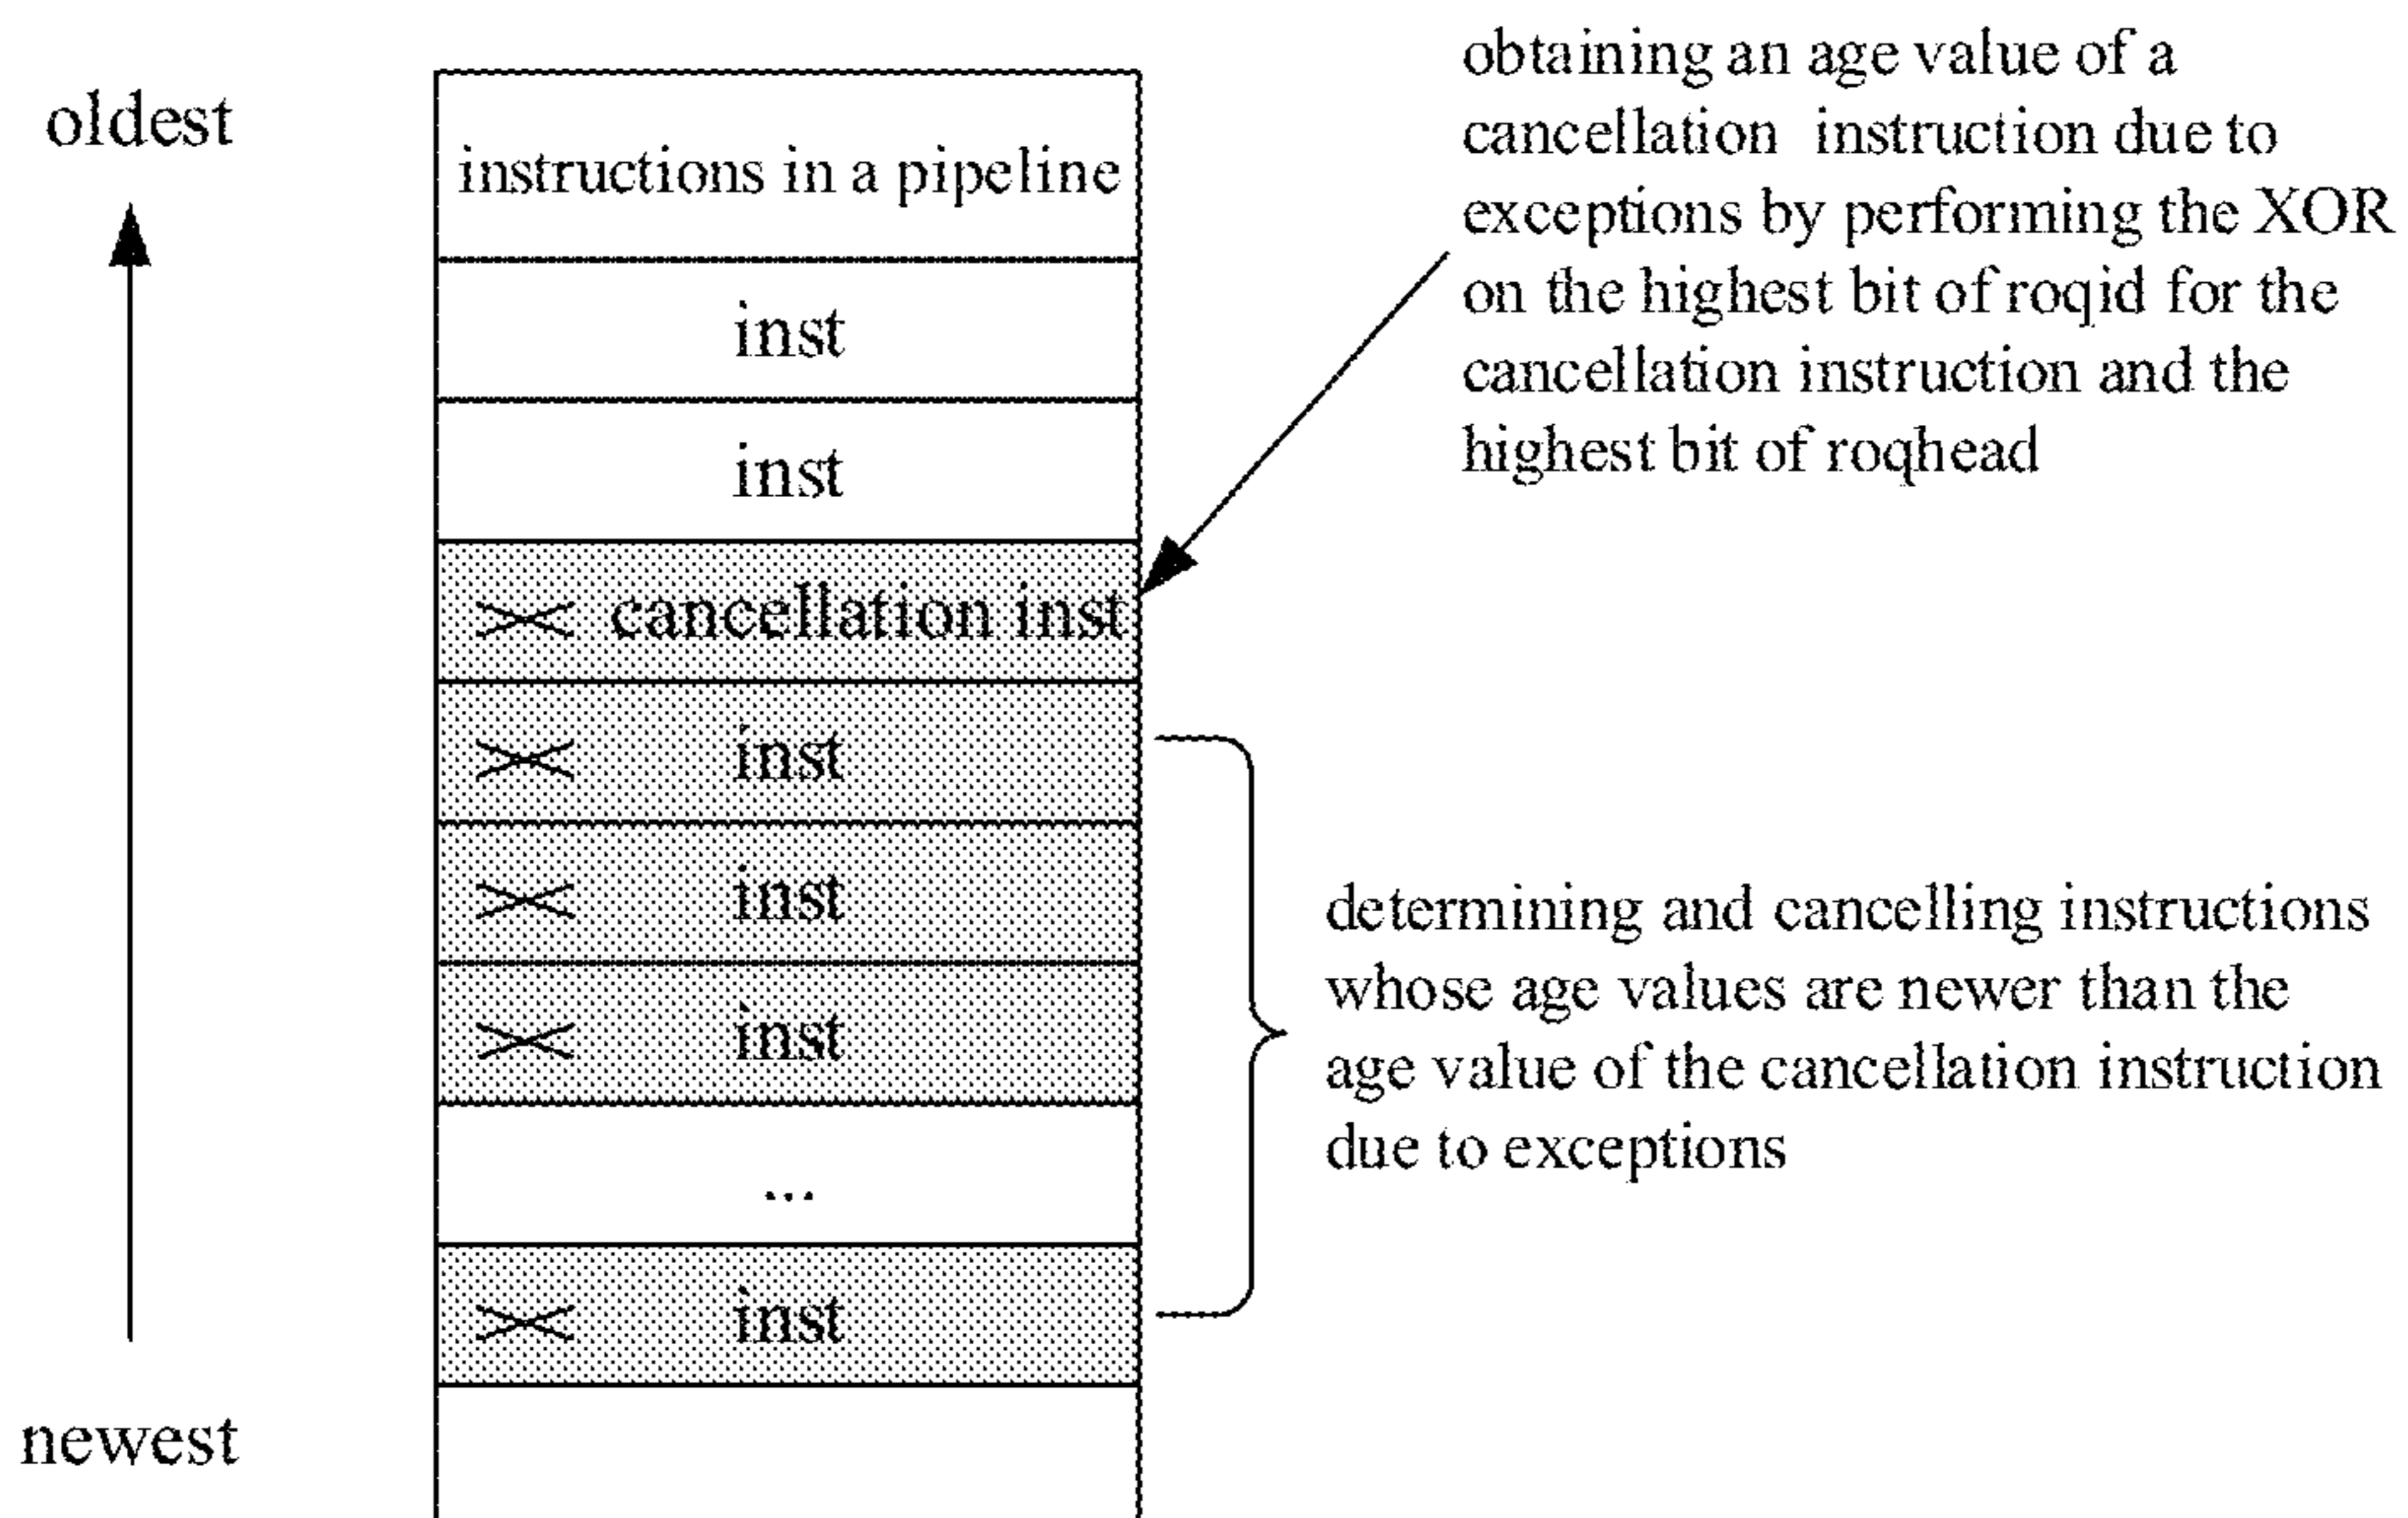 oldest
instructions in a pipeline
inst
inst
cancellation inst
inst
inst
inst
...
inst
newest
obtaining an age value of a
cancellation instruction due to
exceptions by performing the XOR
on the highest bit of roqid for the
cancellation instruction and the
highest bit of roqhead
determining and cancelling instructions
whose age values are newer than the
age value of the cancellation instruction
due to exceptions